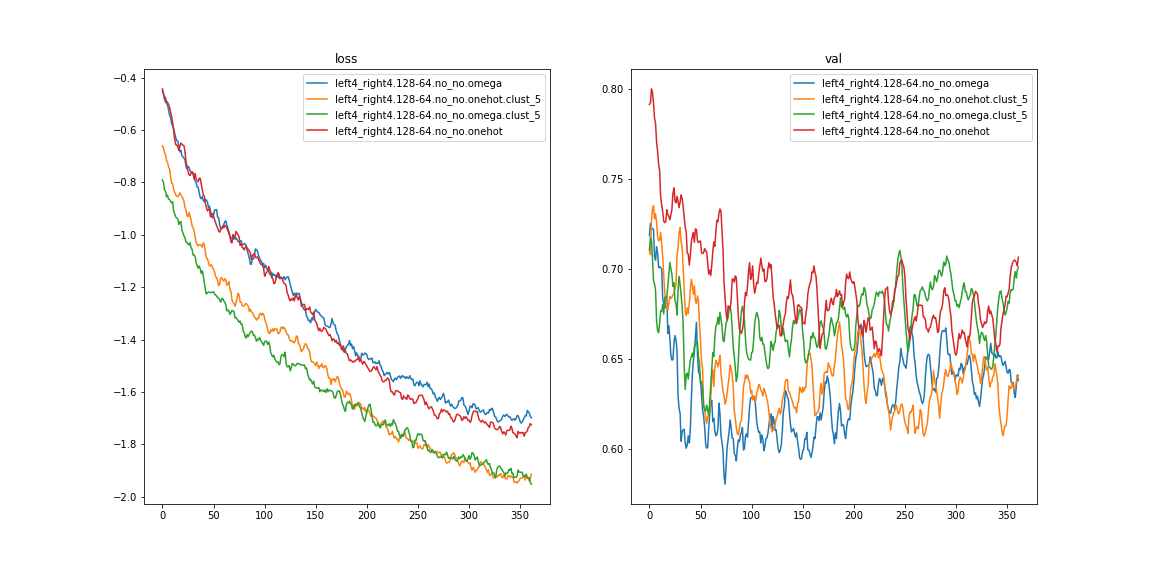 loss
−0.4
−0.6
−0.8
−1.0
−1.2
−1.4
−1.6
−1.8
−2.0
0 50 100 150 200 250 300 350
left4_right4.128-64.no_no.omega
left4_right4.128-64.no_no.onehot.clust_5
left4_right4.128-64.no_no.omega.clust_5
left4_right4.128-64.no_no.onehot
val
0.80
0.75
0.70
0.65
0.60
0 50 100 150 200 250 300 350
left4_right4.128-64.no_no.omega
left4_right4.128-64.no_no.onehot.clust_5
left4_right4.128-64.no_no.omega.clust_5
left4_right4.128-64.no_no.onehot